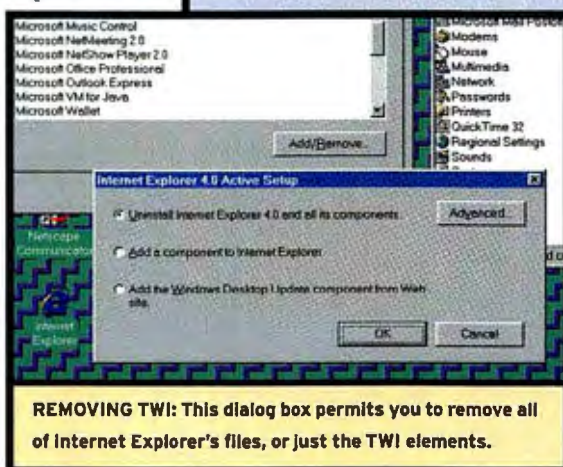 Microsoft Music Control
Microsoft NetMeeting 2.0
Microsoft NetShow Player 2.0
Microsoft Office Professional
Microsoft Outlook Express
Microsoft VM for Java
Microsoft Wallet
Add/Remove...
Microsoft Mail Postof
Modems
Mouse
Multimedia
Network
Passwords
Printers
QuickTime 32
Regional Settings
Sounds
Internet Explorer 4.0 Active Setup
Uninstall Internet Explorer 4.0 and all its components.
Advanced...
Add a component to Internet Explorer.
Add the Windows Desktop Update component from Web
site.
OK
Cancel
Netscape
Communicator
Internet
Explorer
REMOVING TWI: This dialog box permits you to remove all
of Internet Explorer's files, or just the TWI elements.